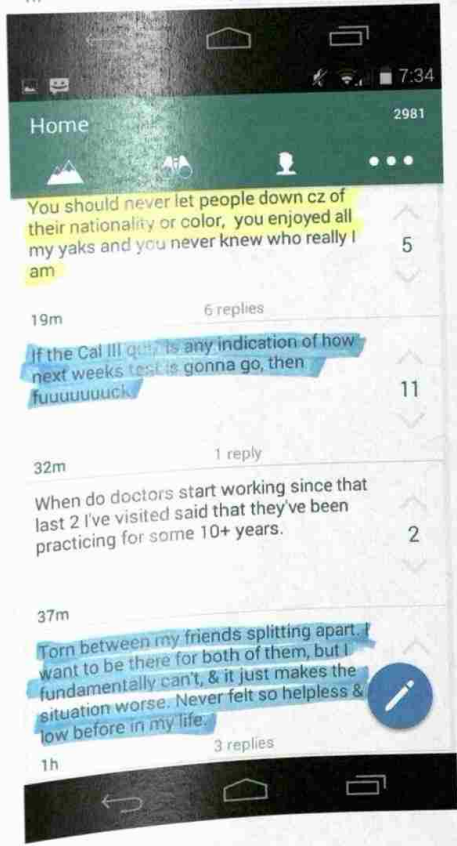 7:34
Home
2981
You should never let people down cz of
their nationality or color, you enjoyed all
my yaks and you never knew who really I
am
5
19m
6 replies
If the Cal III quiz is any indication of how
next weeks test is gonna go, then
fuuuuuuuck
11
32m
1 reply
When do doctors start working since that
last 2 I've visited said that they've been
practicing for some 10+ years.
2
37m
Torn between my friends splitting apart. I
want to be there for both of them, but I
fundamentally can't, & it just makes the
situation worse. Never felt so helpless &
low before in my life.
1h
3 replies